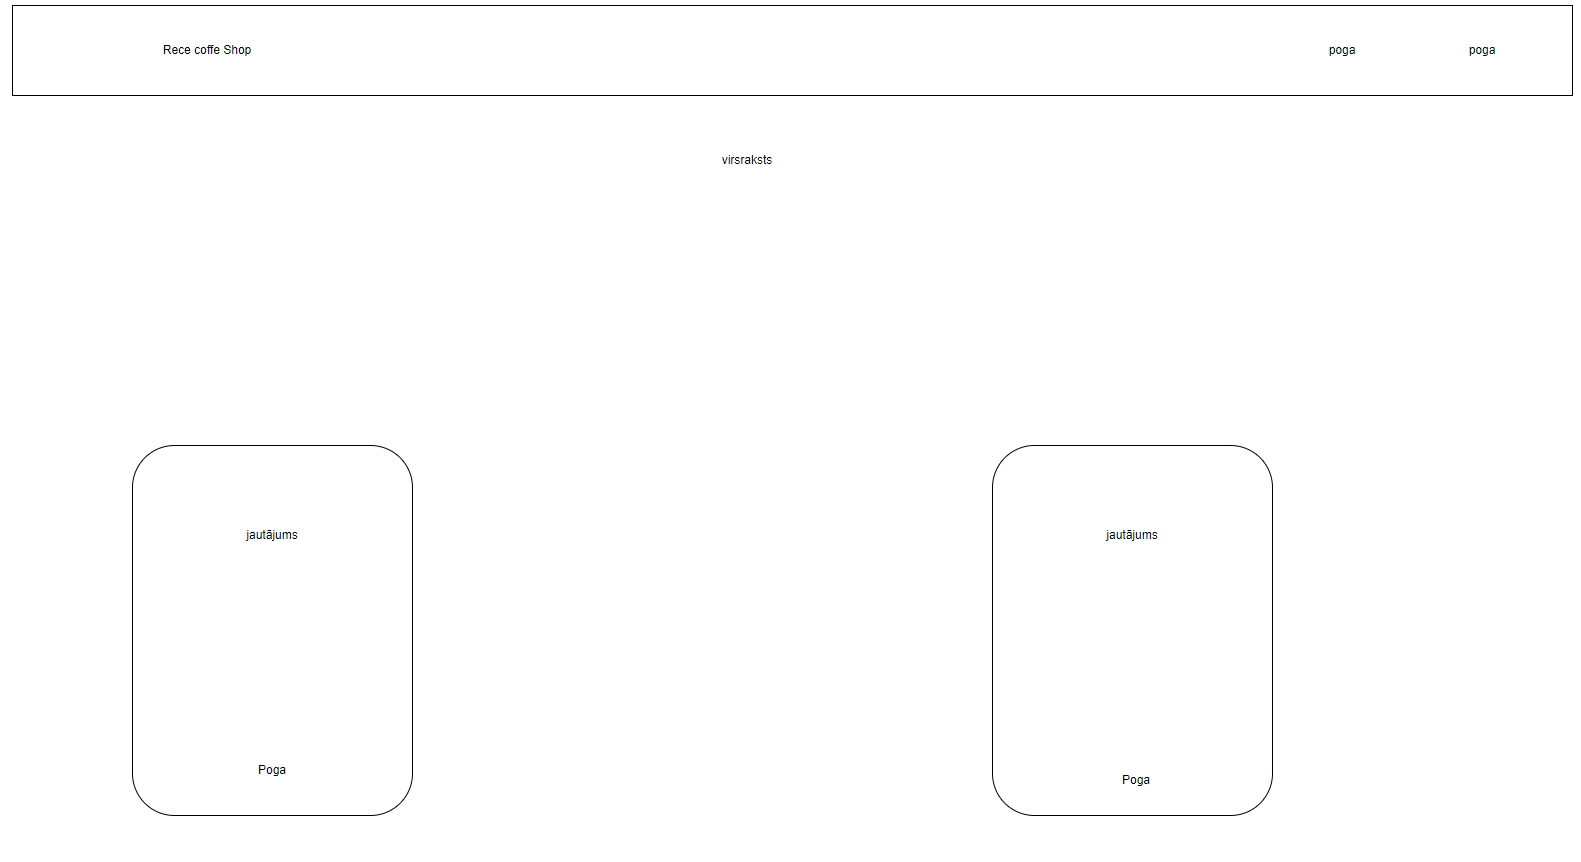 Rece coffe Shop
poga
poga
virsraksts
jautājums
jautājums
Poga
Poga